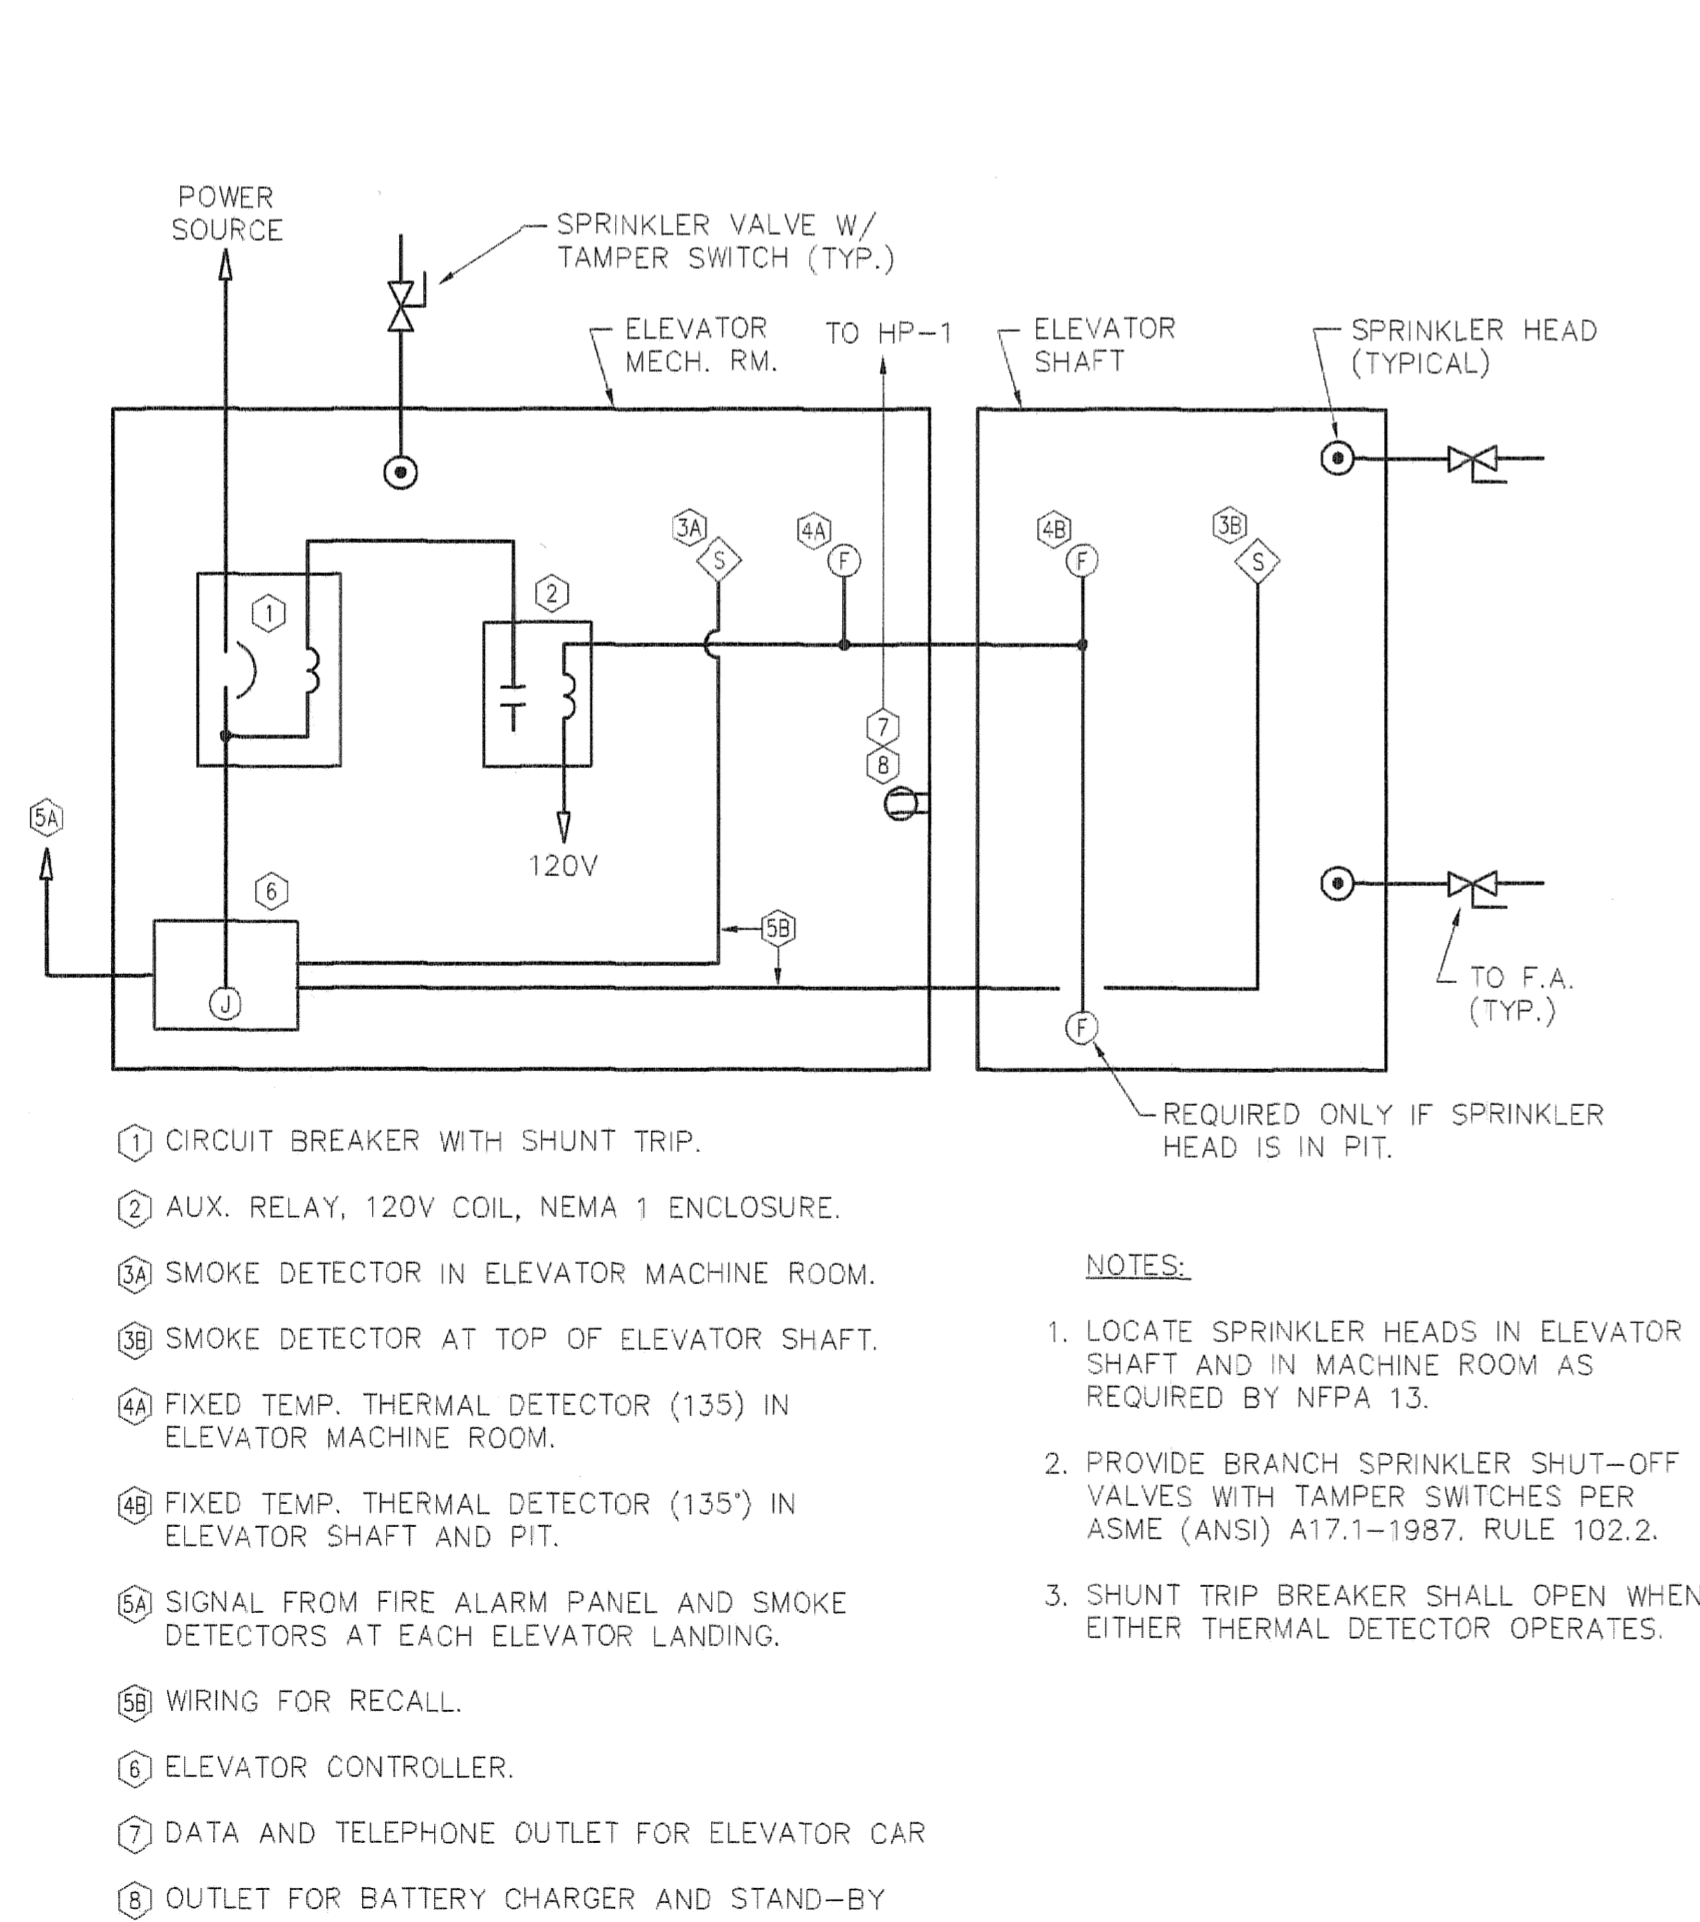 POWER
SOURCE
SPRINKLER VALVE W/
TAMPER SWITCH (TYP.)
ELEVATOR
MECH. RM.
TO HP-1
ELEVATOR
SHAFT
SPRINKLER HEAD
(TYPICAL)
3A
S
4A
F
4B
F
3B
S
1
2
7
8
120V
5A
6
5B
J
F
TO F.A.
(TYP.)
REQUIRED ONLY IF SPRINKLER
HEAD IS IN PIT.
1 CIRCUIT BREAKER WITH SHUNT TRIP.
2 AUX. RELAY, 120V COIL, NEMA 1 ENCLOSURE.
3A SMOKE DETECTOR IN ELEVATOR MACHINE ROOM.
3B SMOKE DETECTOR AT TOP OF ELEVATOR SHAFT.
4A FIXED TEMP. THERMAL DETECTOR (135) IN
ELEVATOR MACHINE ROOM.
4B FIXED TEMP. THERMAL DETECTOR (135°) IN
ELEVATOR SHAFT AND PIT.
5A SIGNAL FROM FIRE ALARM PANEL AND SMOKE
DETECTORS AT EACH ELEVATOR LANDING.
5B WIRING FOR RECALL.
6 ELEVATOR CONTROLLER.
7 DATA AND TELEPHONE OUTLET FOR ELEVATOR CAR
8 OUTLET FOR BATTERY CHARGER AND STAND-BY
NOTES:
1. LOCATE SPRINKLER HEADS IN ELEVATOR
SHAFT AND IN MACHINE ROOM AS
REQUIRED BY NFPA 13.
2. PROVIDE BRANCH SPRINKLER SHUT-OFF
VALVES WITH TAMPER SWITCHES PER
ASME (ANSI) A17.1-1987. RULE 102.2.
3. SHUNT TRIP BREAKER SHALL OPEN WHEN
EITHER THERMAL DETECTOR OPERATES.